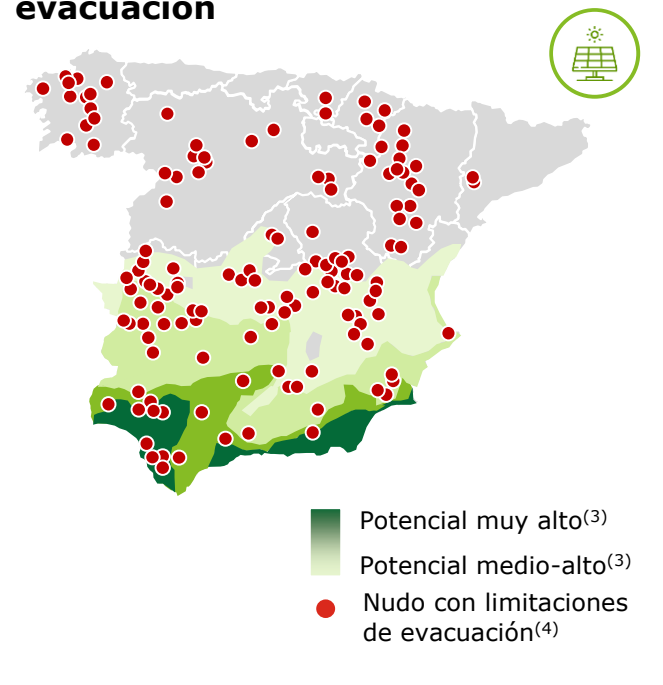 evacuación
Potencial muy alto(3)
Potencial medio-alto(3)
Nudo con limitaciones
de evacuación(4)